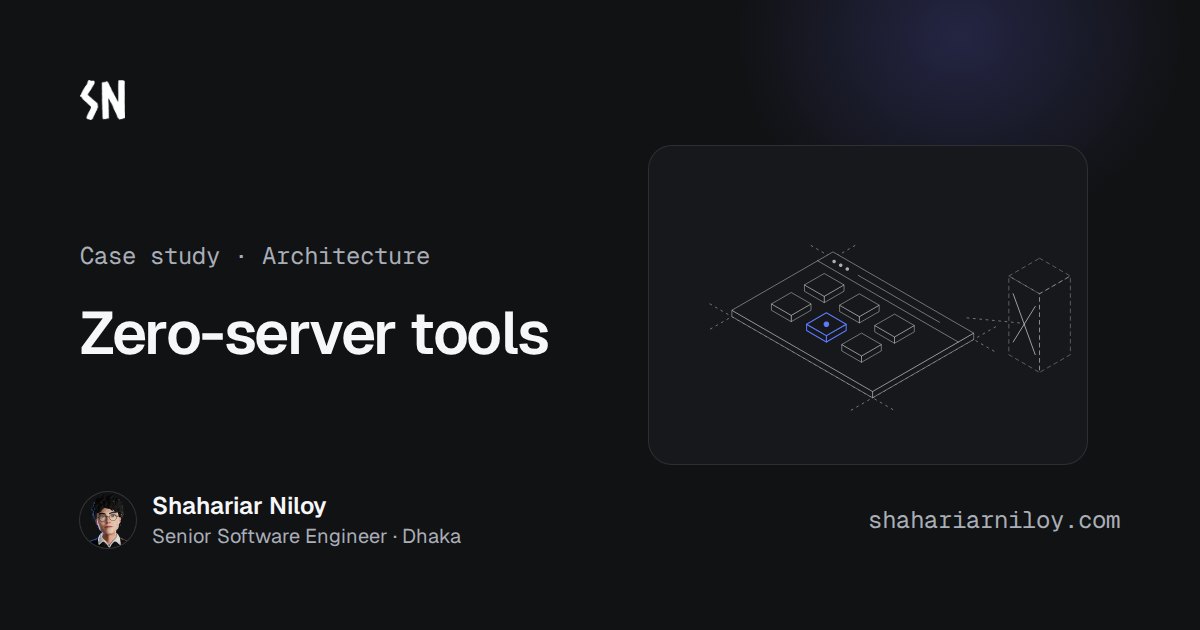 SN
Case study · Architecture
Zero-server tools
Shahariar Niloy
Senior Software Engineer · Dhaka
shahariarniloy.com